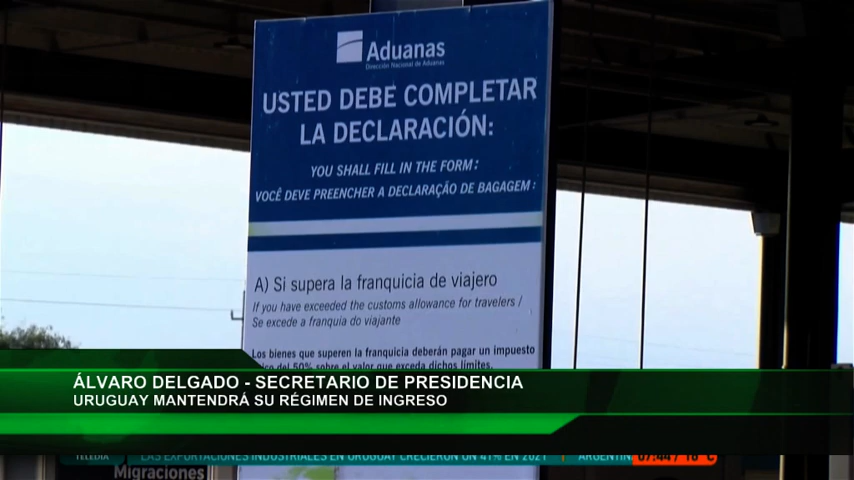 Aduanas
Dirección Nacional de Aduanas
USTED DEBE COMPLETAR
LA DECLARACIÓN:
YOU SHALL FILL IN THE FORM:
VOCÊ DEVE PREENCHER A DECLARAÇÃO DE BAGAGEM:
A) Si supera la franquicia de viajero
If you have exceeded the customs allowance for travelers /
Se excede a franquia do viajante
Los bienes que superen la franquicia deberán pagar un impuesto
del 50% sobre el valor que exceda dichos límites.
ÁLVARO DELGADO - SECRETARIO DE PRESIDENCIA
URUGUAY MANTENDRÁ SU RÉGIMEN DE INGRESO
TELEDÍA LAS EXPORTACIONES INDUSTRIALES EN URUGUAY CRECIERON UN 41% EN 2021 ARGENTIN 07:44 / 16°C
Migraciones